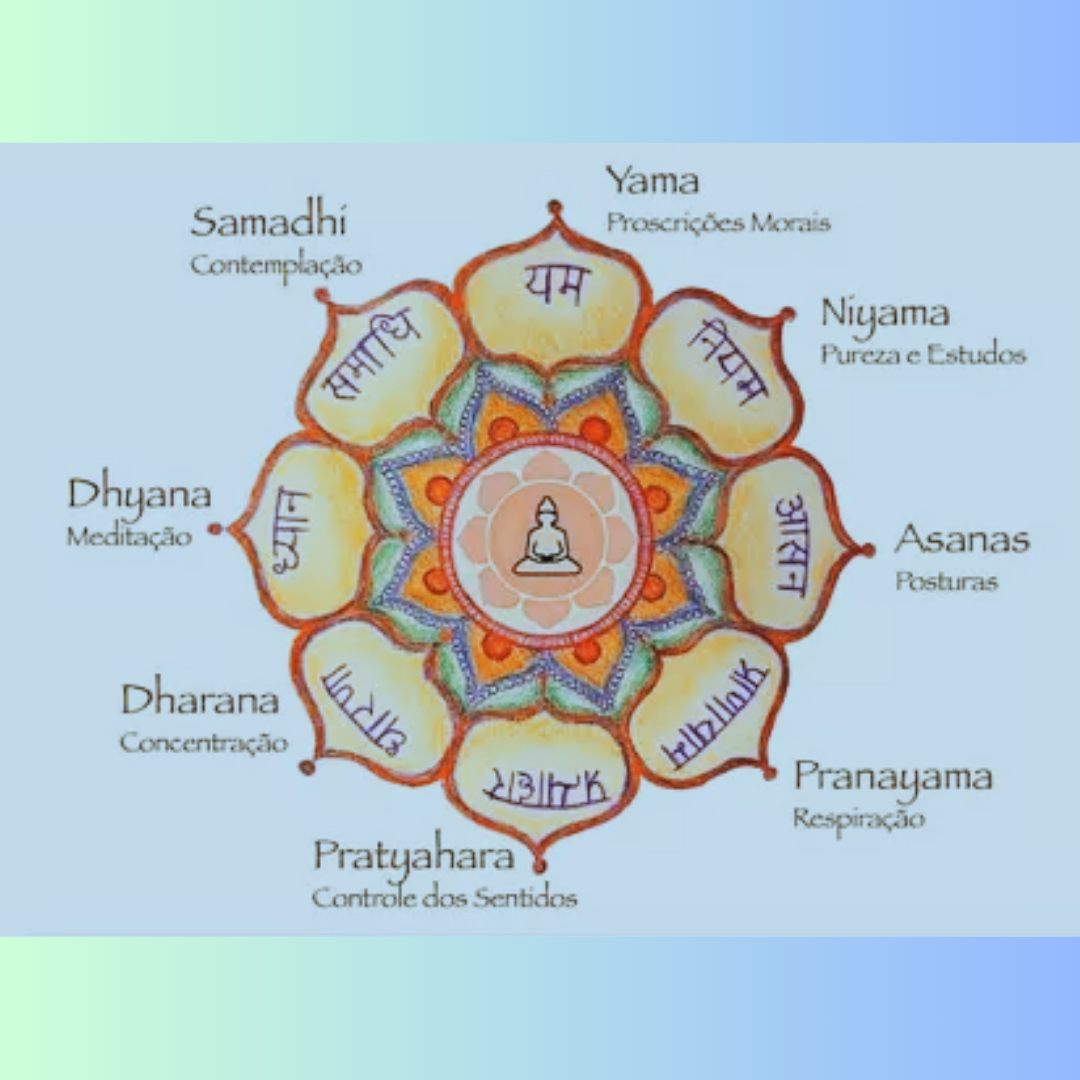 Yama
Proscrições Morais
यम
Niyama
Pureza e Estudos
नियम
Asanas
Posturas
आसन
Pranayama
Respiração
प्राणायाम
Pratyahara
Controle dos Sentidos
Dharana
Concentração
धारणा
Dhyana
Meditação
ध्यान
Samadhi
Contemplação
समाधि